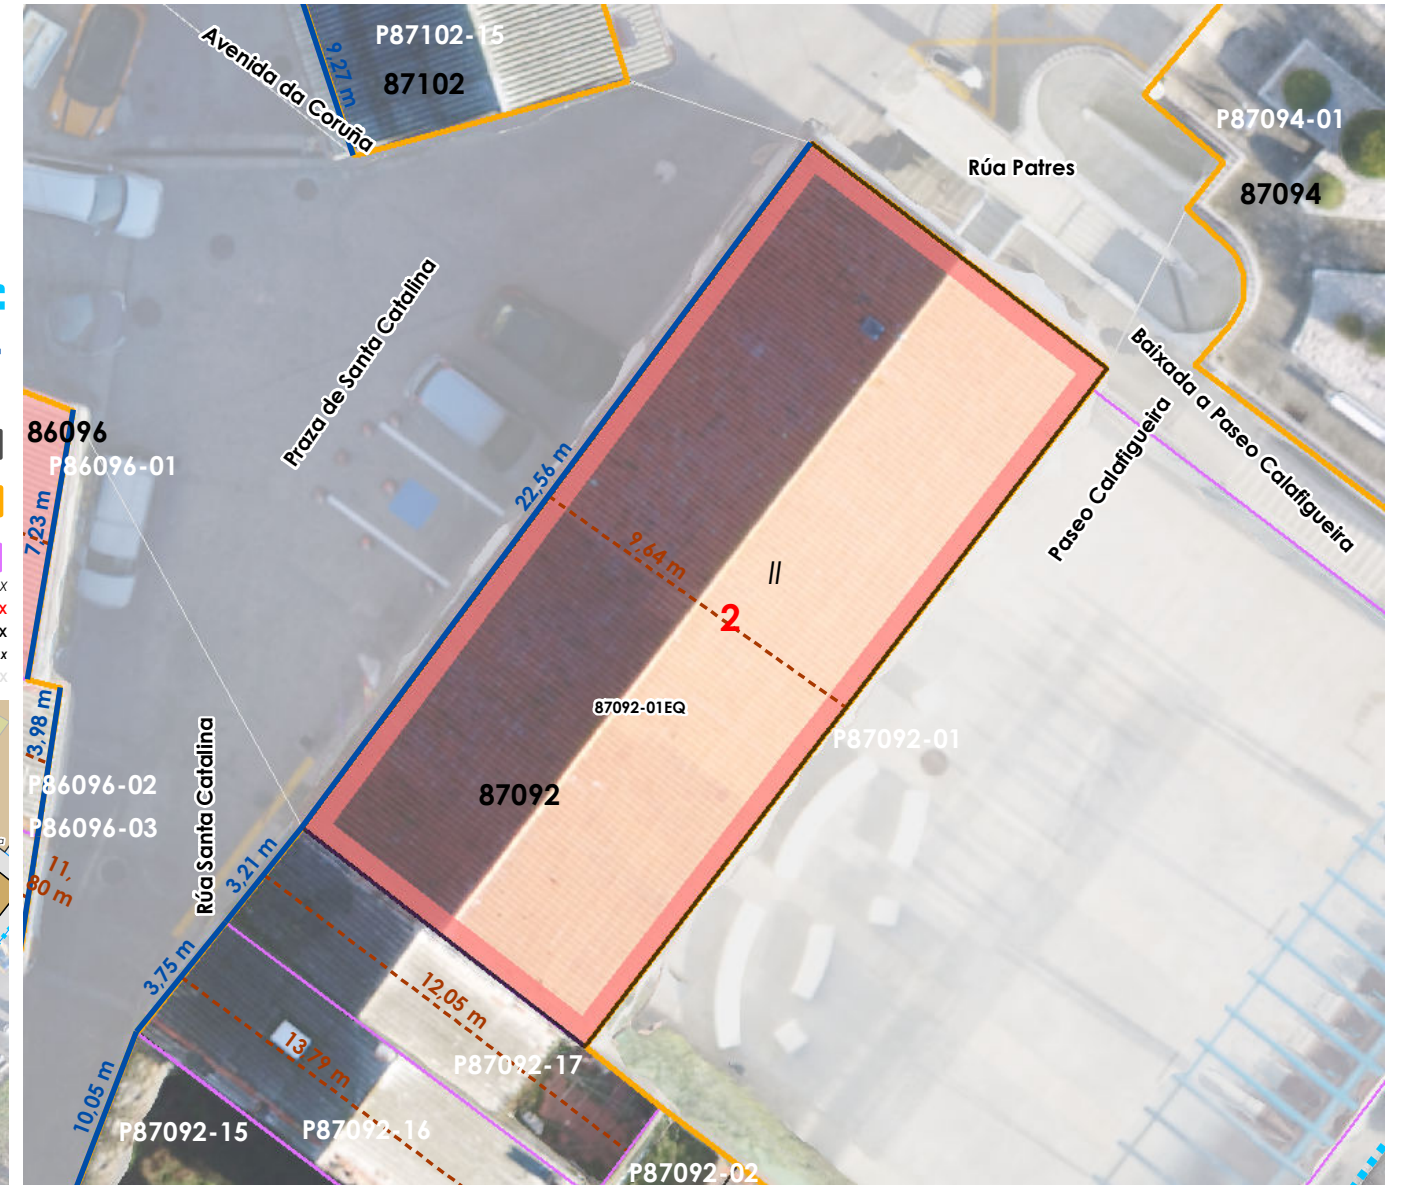 P87102-15
9,27 m
87102
Avenida da Coruña
P87094-01
Rúa Patres
87094
Praza de Santa Catalina
Baixada a Paseo Calafigueira
Paseo Calafigueira
86096
P86096-01
22,56 m
7,23 m
9,64 m
II
x
x
x
x
x
2
87092-01EQ
3,98 m
P87092-01
P86096-02
87092
P86096-03
Rúa Santa Catalina
3,21 m
11,
80 m
3,75 m
12,05 m
13,79 m
P87092-17
10,05 m
P87092-15
P87092-16
P87092-02